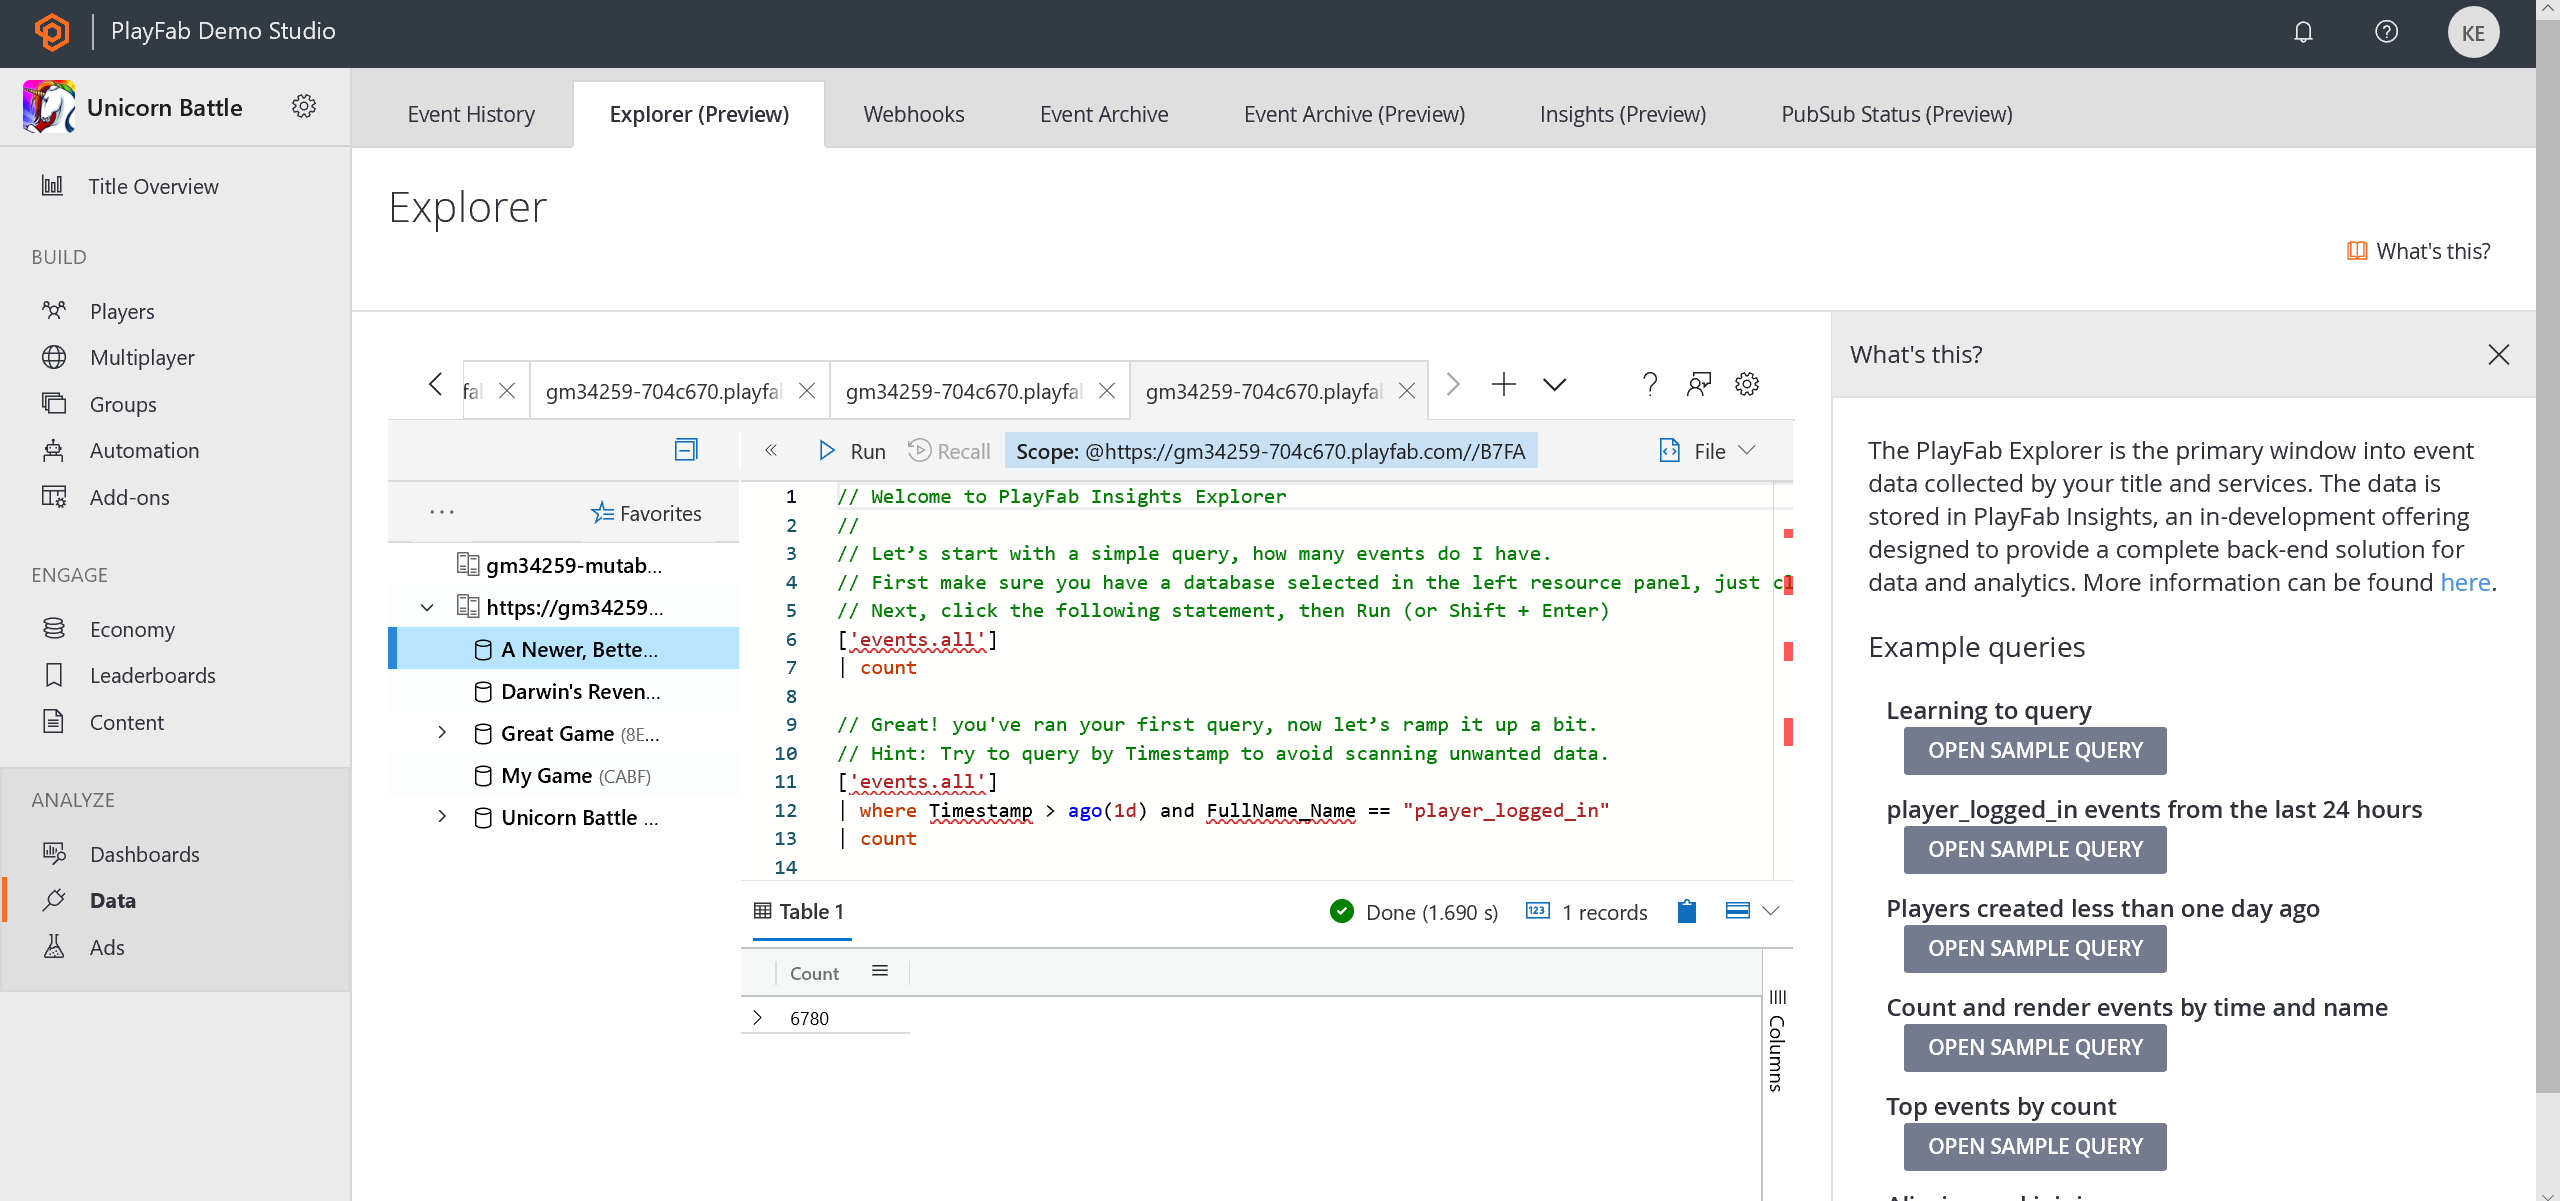 PlayFab Demo Studio
KE
Unicorn Battle
Event History
Explorer (Preview)
Webhooks
Event Archive
Event Archive (Preview)
Insights (Preview)
PubSub Status (Preview)
Title Overview
BUILD
Players
Multiplayer
Groups
Automation
Add-ons
ENGAGE
Economy
Leaderboards
Content
ANALYZE
Dashboards
Data
Ads
Explorer
What's this?
gm34259-704c670.playfa
gm34259-704c670.playfa
gm34259-704c670.playfa
Run
Recall
Scope: @https://gm34259-704c670.playfab.com//B7FA
File
... Favorites
gm34259-mutab...
https://gm34259...
A Newer, Bette...
Darwin's Reven...
Great Game (8E...
My Game (CABF)
Unicorn Battle ...
1 // Welcome to PlayFab Insights Explorer
2 //
3 // Let’s start with a simple query, how many events do I have.
4 // First make sure you have a database selected in the left resource panel, just cl
5 // Next, click the following statement, then Run (or Shift + Enter)
6 ['events.all']
7 | count
8
9 // Great! you've ran your first query, now let’s ramp it up a bit.
10 // Hint: Try to query by Timestamp to avoid scanning unwanted data.
11 ['events.all']
12 | where Timestamp > ago(1d) and FullName_Name == "player_logged_in"
13 | count
14
Table 1
Done (1.690 s)
123 1 records
Count
6780
Columns
What's this?
The PlayFab Explorer is the primary window into event
data collected by your title and services. The data is
stored in PlayFab Insights, an in-development offering
designed to provide a complete back-end solution for
data and analytics. More information can be found here.
Example queries
Learning to query
OPEN SAMPLE QUERY
player_logged_in events from the last 24 hours
OPEN SAMPLE QUERY
Players created less than one day ago
OPEN SAMPLE QUERY
Count and render events by time and name
OPEN SAMPLE QUERY
Top events by count
OPEN SAMPLE QUERY